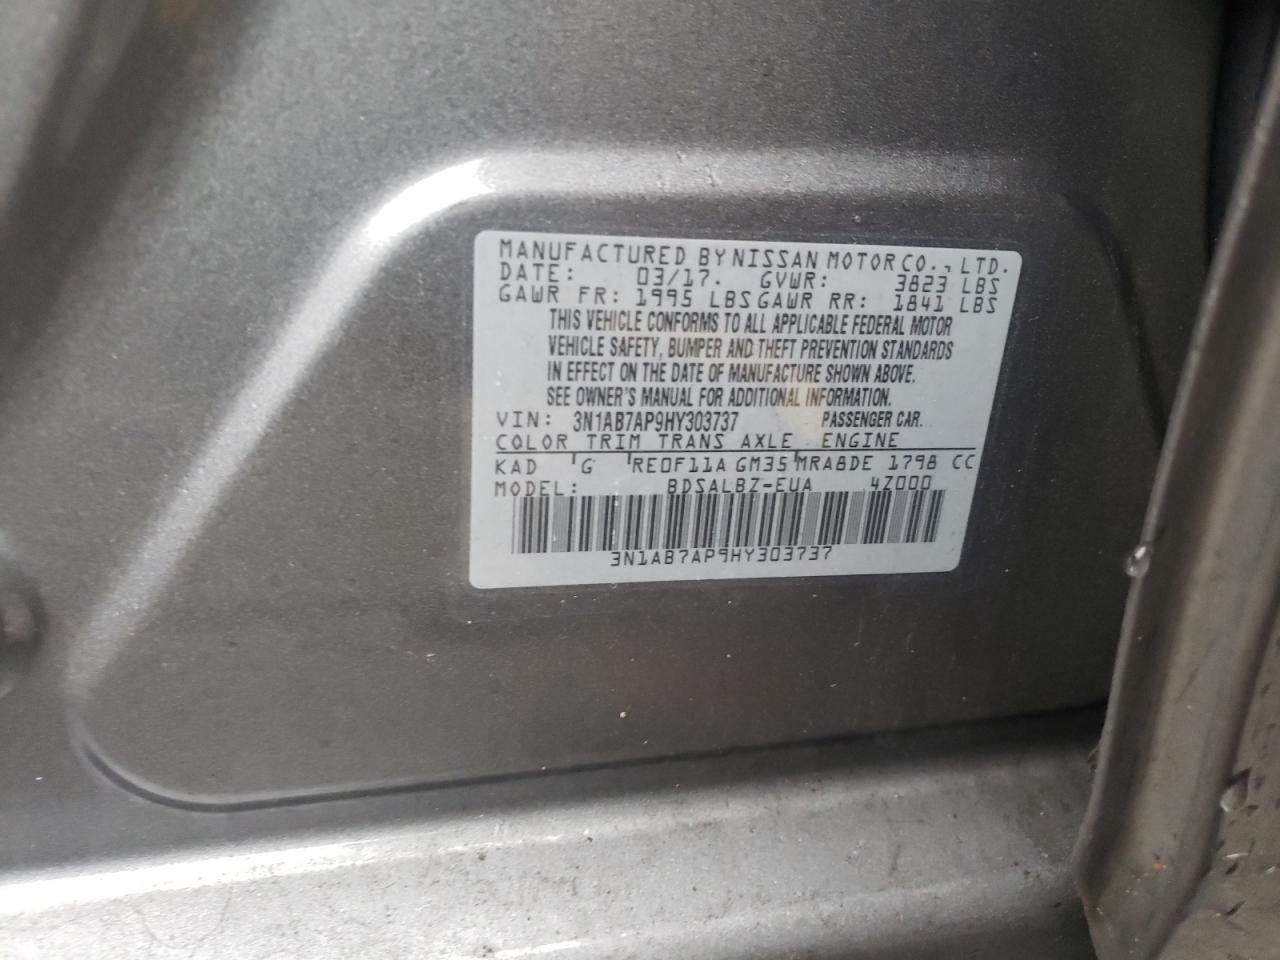 MANUFACTURED BY NISSAN MOTOR CO., LTD.
DATE: 03/17. GVWR: 3823 LBS
GAWR FR: 1995 LBS GAWR RR: 1841 LBS
THIS VEHICLE CONFORMS TO ALL APPLICABLE FEDERAL MOTOR
VEHICLE SAFETY, BUMPER AND THEFT PREVENTION STANDARDS
IN EFFECT ON THE DATE OF MANUFACTURE SHOWN ABOVE.
SEE OWNER'S MANUAL FOR ADDITIONAL INFORMATION.
VIN: 3N1AB7AP9HY303737 PASSENGER CAR.
COLOR TRIM TRANS AXLE ENGINE
KAD G RE0F11A GM35 MRA8DE 1798 CC
MODEL: BDSALBZ-EUA 4Z000
3N1AB7AP9HY303737